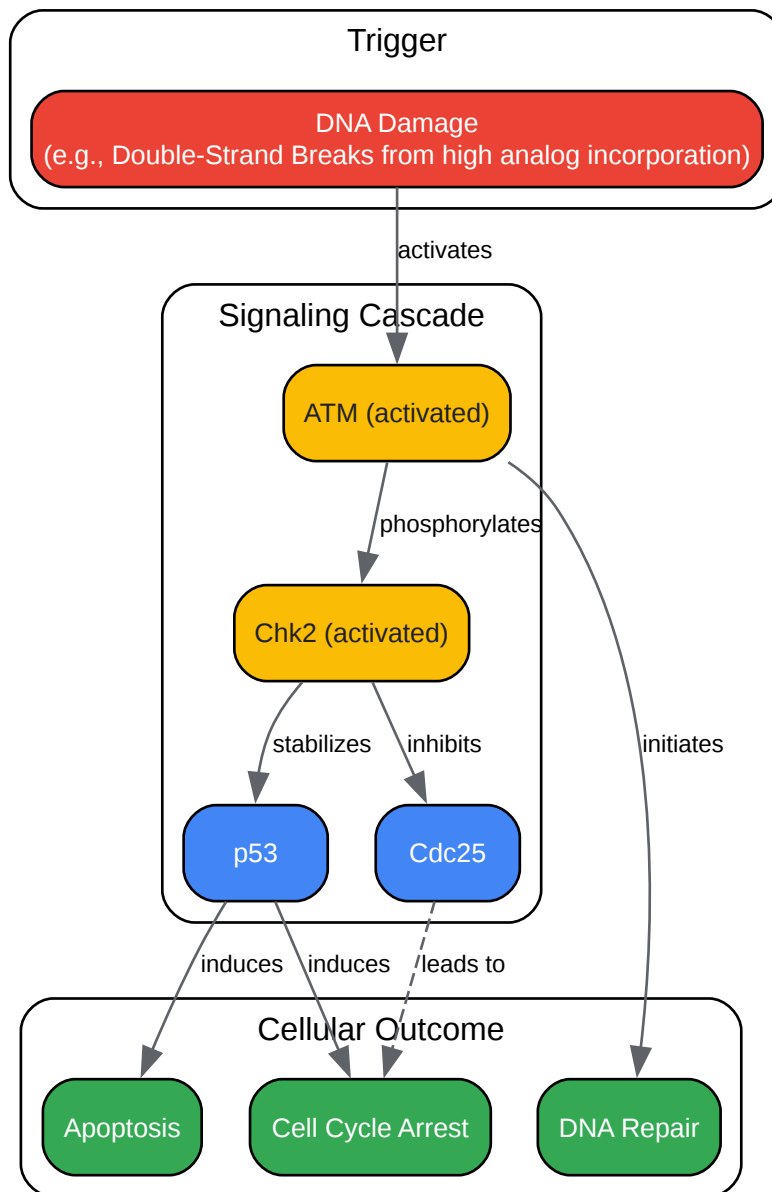 Trigger
DNA Damage
(e.g., Double-Strand Breaks from high analog incorporation)
activates
Signaling Cascade
ATM (activated)
phosphorylates
Chk2 (activated)
stabilizes
inhibits
initiates
p53
Cdc25
induces
induces
leads to
Cellular Outcome
Apoptosis
Cell Cycle Arrest
DNA Repair